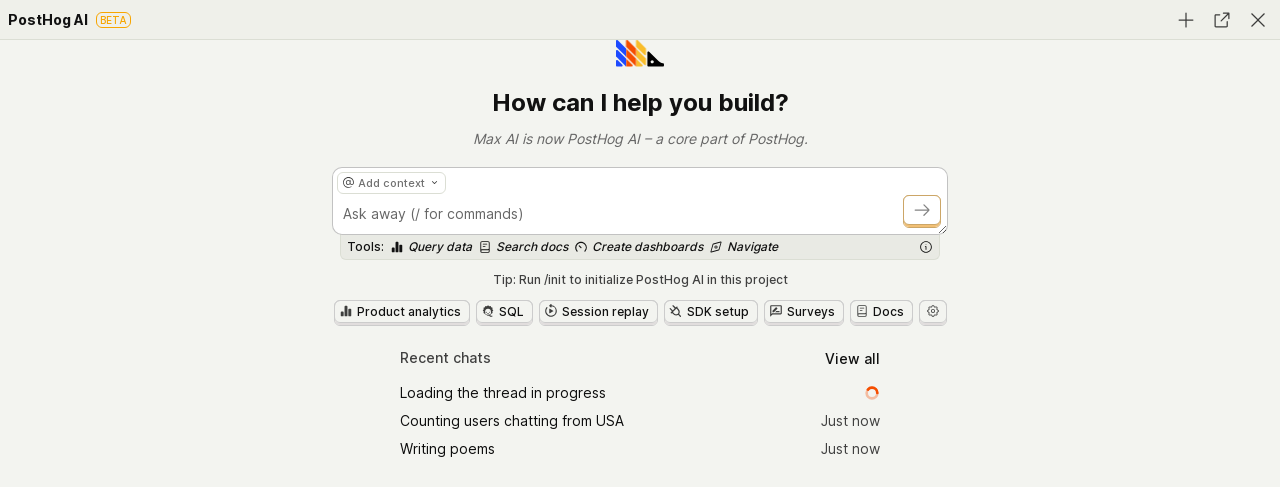 PostHog AI BETA
How can I help you build?
Max AI is now PostHog AI – a core part of PostHog.
@ Add context
Ask away (/ for commands)
Tools: Query data Search docs Create dashboards Navigate
Tip: Run /init to initialize PostHog AI in this project
Product analytics SQL Session replay SDK setup Surveys Docs
Recent chats View all
Loading the thread in progress
Counting users chatting from USA Just now
Writing poems Just now